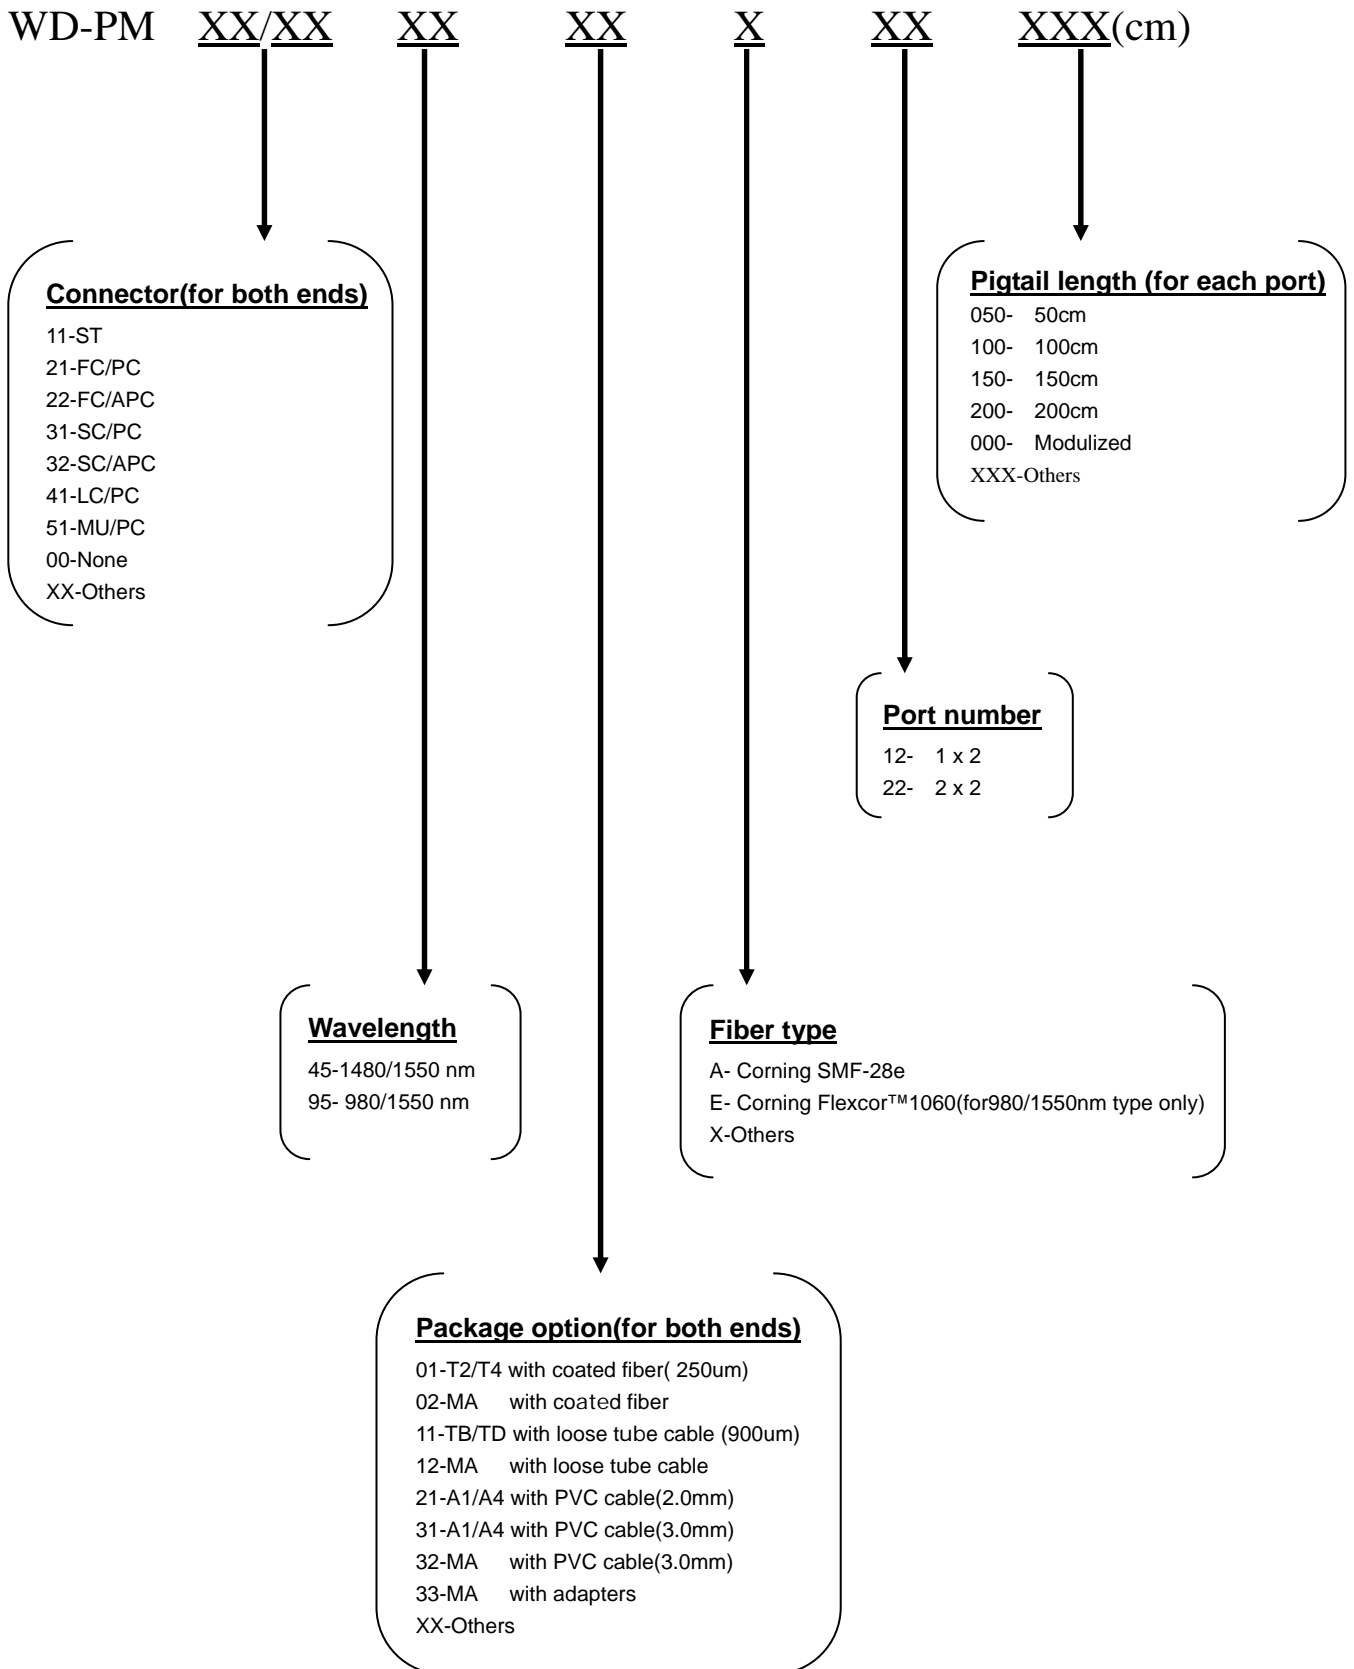 WD-PM XX/XX XX XX X XX XXX(cm)
Connector(for both ends)
11-ST
21-FC/PC
22-FC/APC
31-SC/PC
32-SC/APC
41-LC/PC
51-MU/PC
00-None
XX-Others
Pigtail length (for each port)
050- 50cm
100- 100cm
150- 150cm
200- 200cm
000- Modulized
XXX-Others
Port number
12- 1 x 2
22- 2 x 2
Wavelength
45-1480/1550 nm
95- 980/1550 nm
Fiber type
A- Corning SMF-28e
E- Corning Flexcor™1060(for980/1550nm type only)
X-Others
Package option(for both ends)
01-T2/T4 with coated fiber( 250um)
02-MA with coated fiber
11-TB/TD with loose tube cable (900um)
12-MA with loose tube cable
21-A1/A4 with PVC cable(2.0mm)
31-A1/A4 with PVC cable(3.0mm)
32-MA with PVC cable(3.0mm)
33-MA with adapters
XX-Others